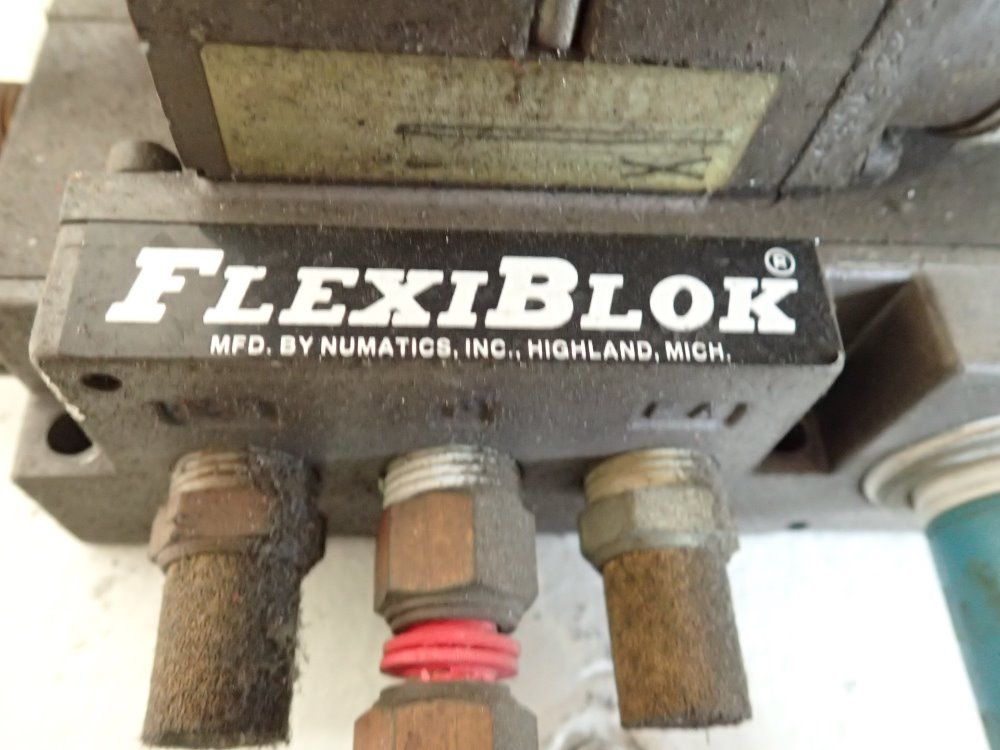 FLEXIBLOK®
MFD. BY NUMATICS, INC., HIGHLAND, MICH.